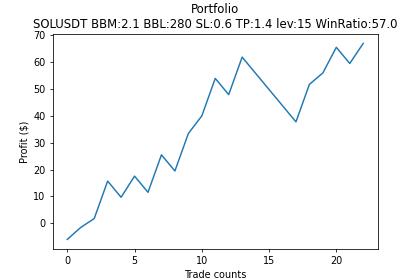 Portfolio
SOLUSDT BBM:2.1 BBL:280 SL:0.6 TP:1.4 lev:15 WinRatio:57.0
Profit ($)
70
60
50
40
30
20
10
0
0 5 10 15 20
Trade counts